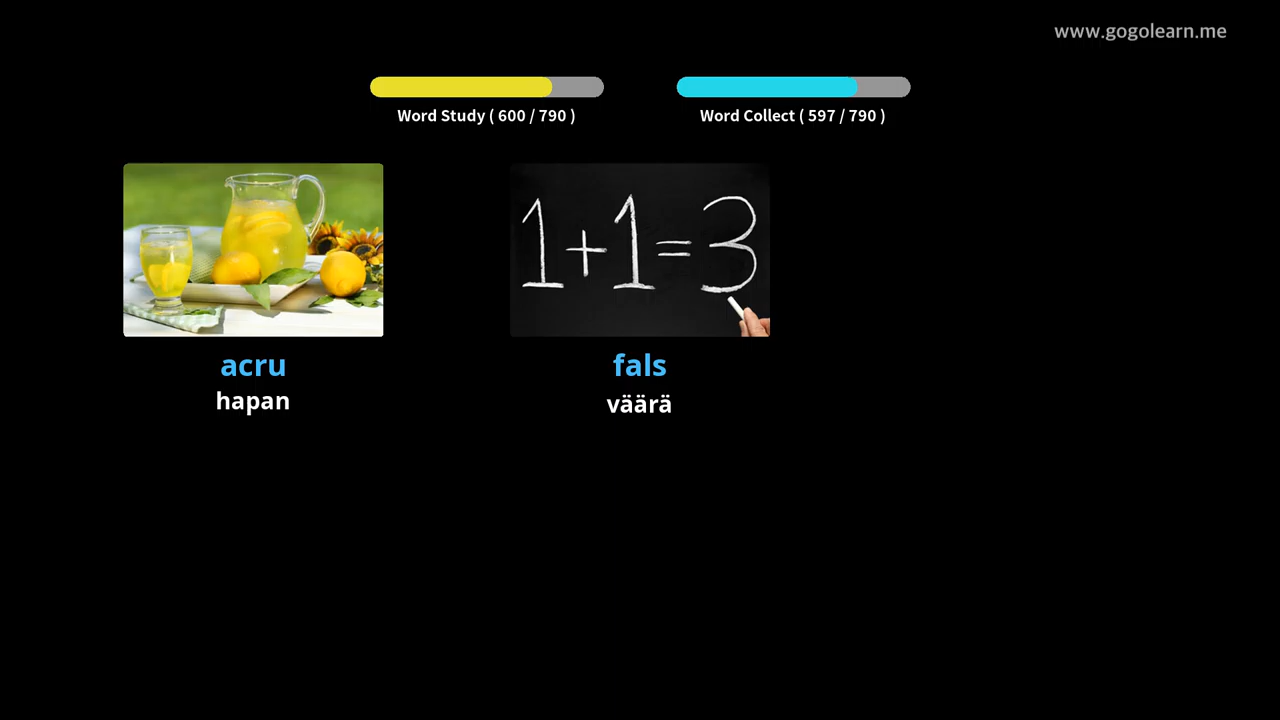 www.gogolearn.me
Word Study ( 600 / 790 )
Word Collect ( 597 / 790 )
1+1=3
acru
fals
hapan
väärä